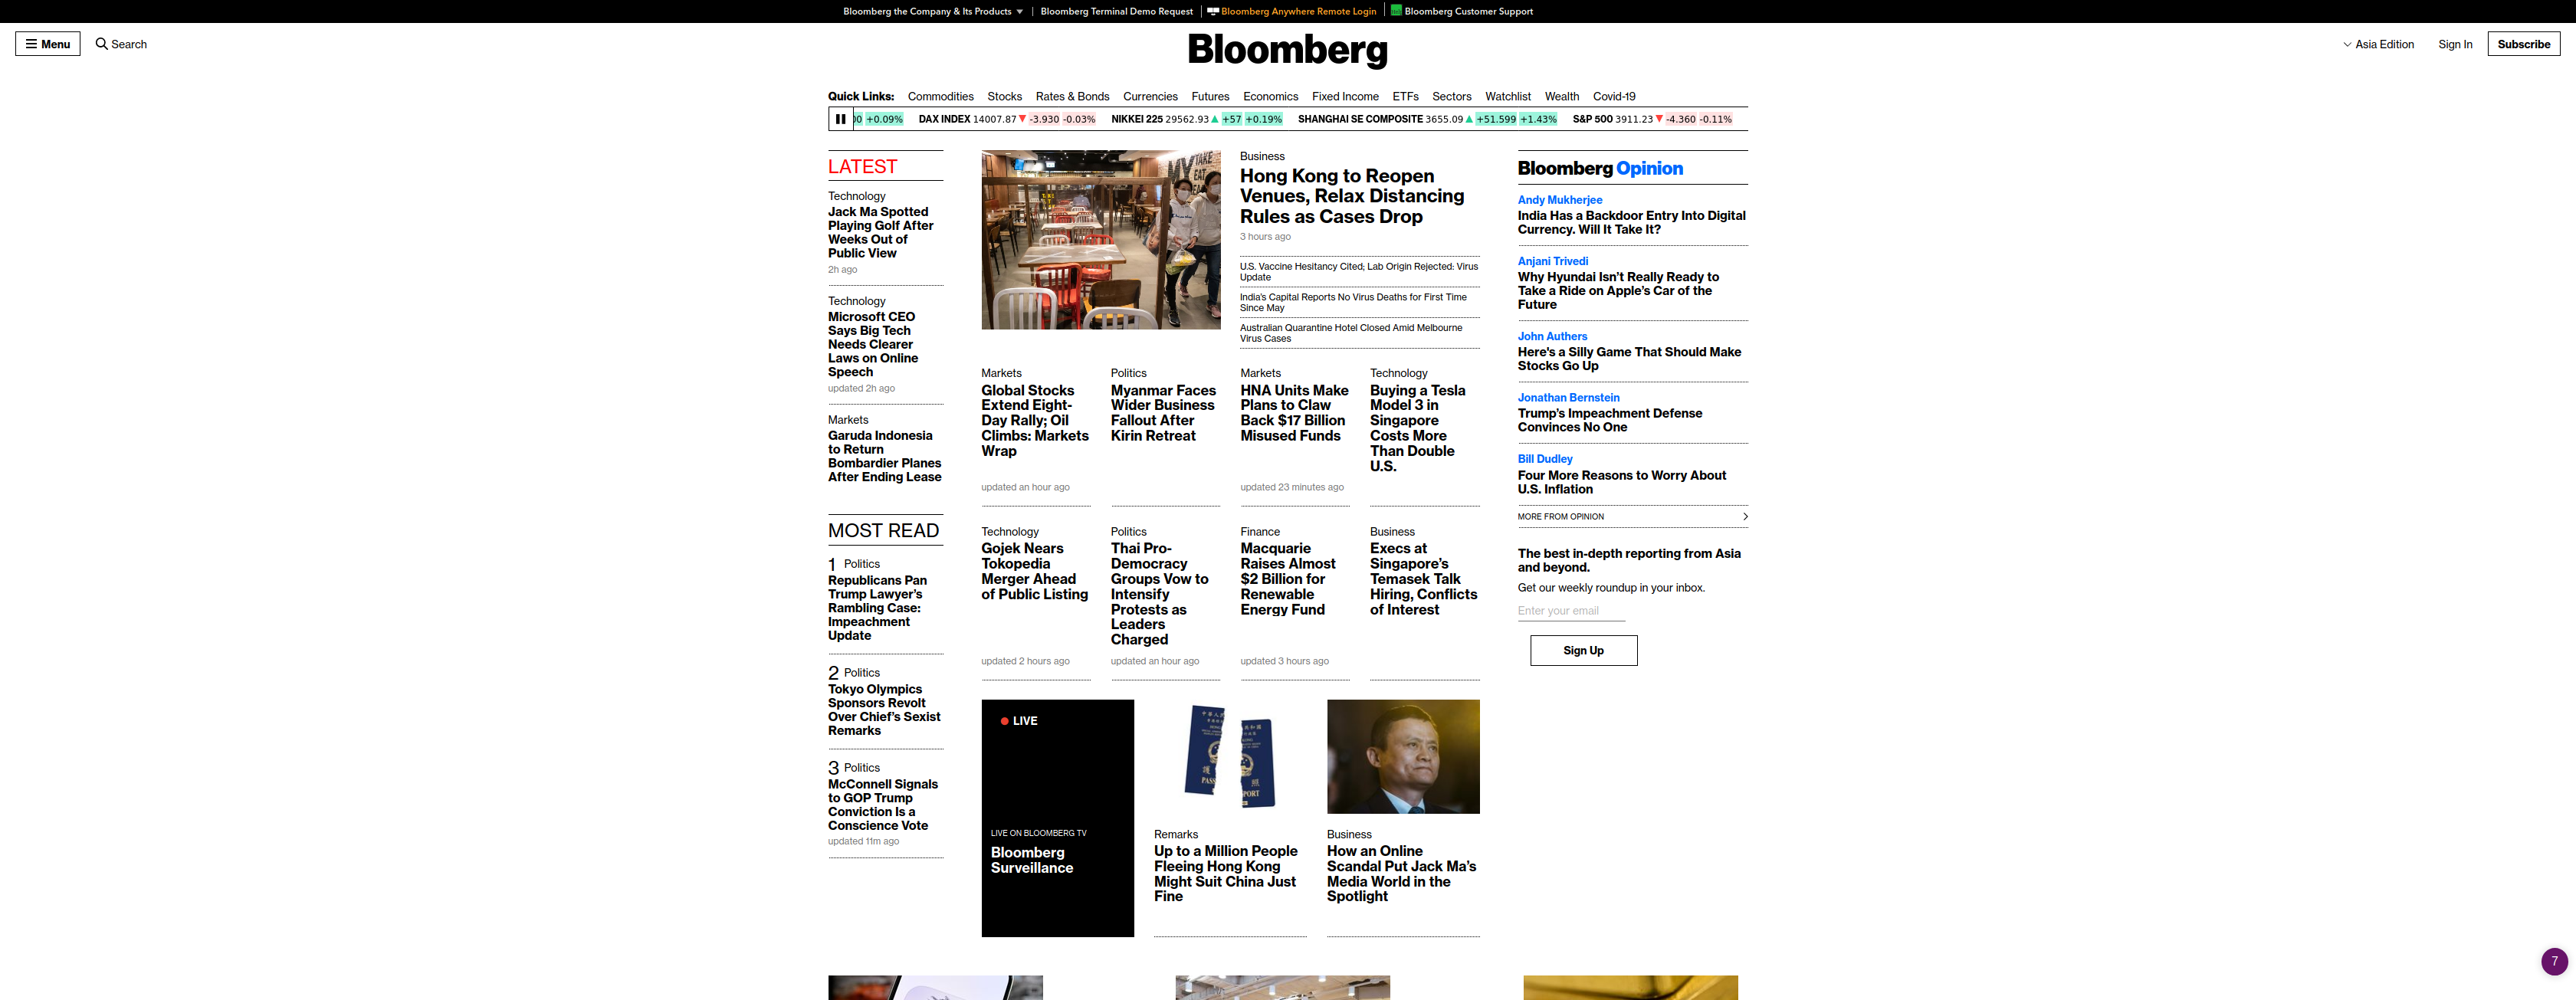 Bloomberg the Company & Its Products
Bloomberg Terminal Demo Request
Bloomberg Anywhere Remote Login
Bloomberg Customer Support
Menu
Search
Bloomberg
Asia Edition
Sign In
Subscribe
Quick Links: Commodities Stocks Rates & Bonds Currencies Futures Economics Fixed Income ETFs Sectors Watchlist Wealth Covid-19
+0.09% DAX INDEX 14007.87 -3.930 -0.03% NIKKEI 225 29562.93 +57 +0.19% SHANGHAI SE COMPOSITE 3655.09 +51.599 +1.43% S&P 500 3911.23 -4.360 -0.11%
LATEST
Technology
Jack Ma Spotted
Playing Golf After
Weeks Out of
Public View
2h ago
Technology
Microsoft CEO
Says Big Tech
Needs Clearer
Laws on Online
Speech
updated 2h ago
Markets
Garuda Indonesia
to Return
Bombardier Planes
After Ending Lease
MOST READ
1 Politics
Republicans Pan
Trump Lawyer's
Rambling Case:
Impeachment
Update
2 Politics
Tokyo Olympics
Sponsors Revolt
Over Chief's Sexist
Remarks
3 Politics
McConnell Signals
to GOP Trump
Conviction Is a
Conscience Vote
updated 11m ago
TAKE
EAT
Business
Hong Kong to Reopen
Venues, Relax Distancing
Rules as Cases Drop
3 hours ago
U.S. Vaccine Hesitancy Cited; Lab Origin Rejected: Virus
Update
India's Capital Reports No Virus Deaths for First Time
Since May
Australian Quarantine Hotel Closed Amid Melbourne
Virus Cases
Markets
Global Stocks
Extend Eight-
Day Rally; Oil
Climbs: Markets
Wrap
updated an hour ago
Politics
Myanmar Faces
Wider Business
Fallout After
Kirin Retreat
Markets
HNA Units Make
Plans to Claw
Back $17 Billion
Misused Funds
updated 23 minutes ago
Technology
Buying a Tesla
Model 3 in
Singapore
Costs More
Than Double
U.S.
Technology
Gojek Nears
Tokopedia
Merger Ahead
of Public Listing
updated 2 hours ago
Politics
Thai Pro-
Democracy
Groups Vow to
Intensify
Protests as
Leaders
Charged
updated an hour ago
Finance
Macquarie
Raises Almost
$2 Billion for
Renewable
Energy Fund
updated 3 hours ago
Business
Execs at
Singapore's
Temasek Talk
Hiring, Conflicts
of Interest
LIVE
LIVE ON BLOOMBERG TV
Bloomberg
Surveillance
Remarks
Up to a Million People
Fleeing Hong Kong
Might Suit China Just
Fine
Business
How an Online
Scandal Put Jack Ma's
Media World in the
Spotlight
Bloomberg Opinion
Andy Mukherjee
India Has a Backdoor Entry Into Digital
Currency. Will It Take It?
Anjani Trivedi
Why Hyundai Isn't Really Ready to
Take a Ride on Apple's Car of the
Future
John Authers
Here's a Silly Game That Should Make
Stocks Go Up
Jonathan Bernstein
Trump's Impeachment Defense
Convinces No One
Bill Dudley
Four More Reasons to Worry About
U.S. Inflation
MORE FROM OPINION
The best in-depth reporting from Asia
and beyond.
Get our weekly roundup in your inbox.
Enter your email
Sign Up
7